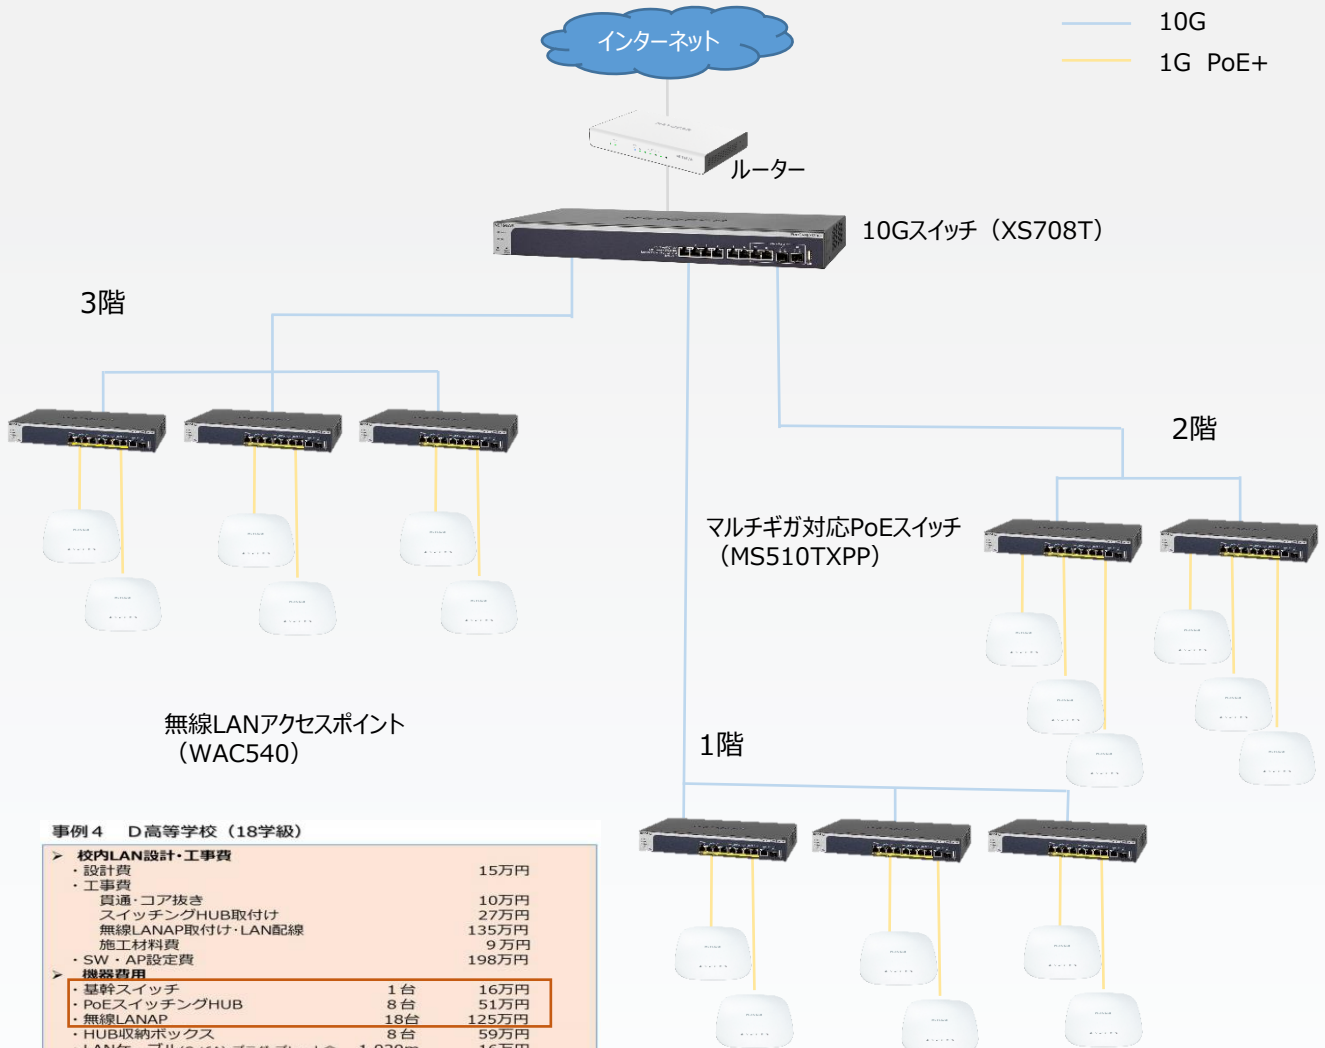 インターネット
10G
1G PoE+
ルーター
10Gスイッチ（XS708T）
3階
2階
マルチギガ対応PoEスイッチ
（MS510TXPP）
無線LANアクセスポイント
（WAC540）
1階
事例4 D高等学校（18学級）
➢ 校内LAN設計・工事費
・設計費 15万円
・工事費
貫通・コア抜き 10万円
スイッチングHUB取付け 27万円
無線LANAP取付け・LAN配線 135万円
施工材料費 9万円
・SW・AP設定費 198万円
➢ 機器費用
・基幹スイッチ 1台 16万円
・PoEスイッチングHUB 8台 51万円
・無線LANAP 18台 125万円
・HUB収納ボックス 8台 59万円